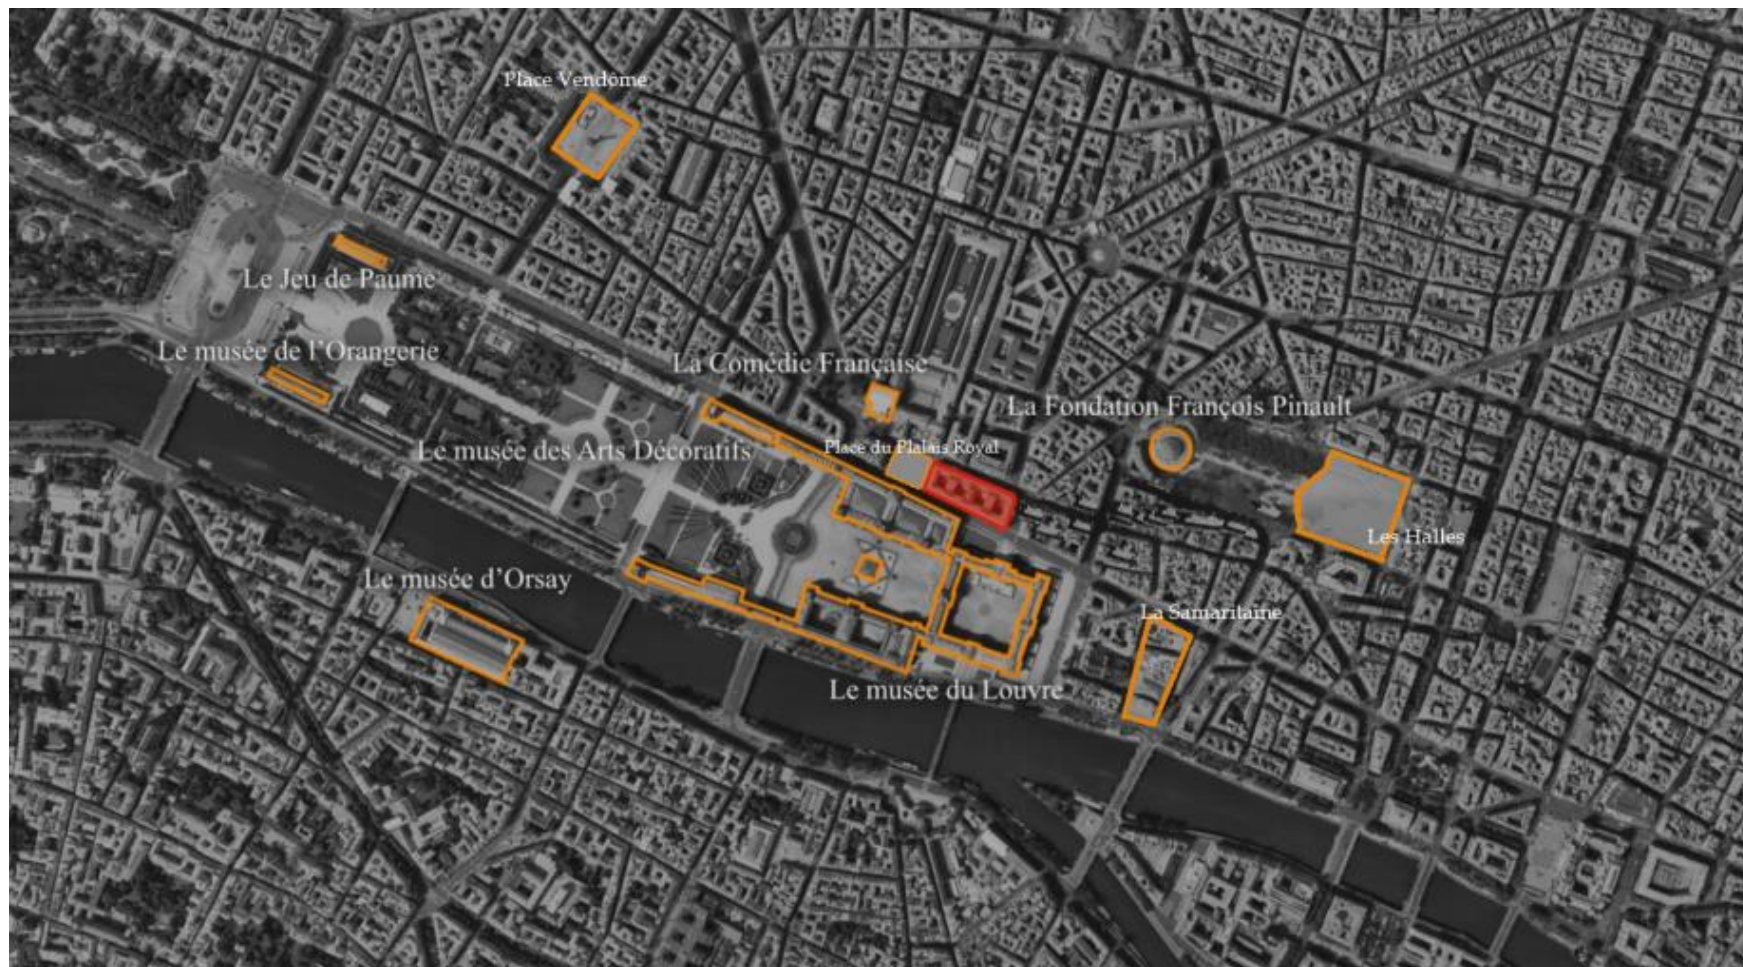 Place Vendôme
Le Jeu de Paume
Le musée de l'Orangerie
La Comédie Française
La Fondation François Pinault
Le musée des Arts Décoratifs
Place du Plalais Royal
Les Halles
Le musée d'Orsay
La Samaritaine
Le musée du Louvre